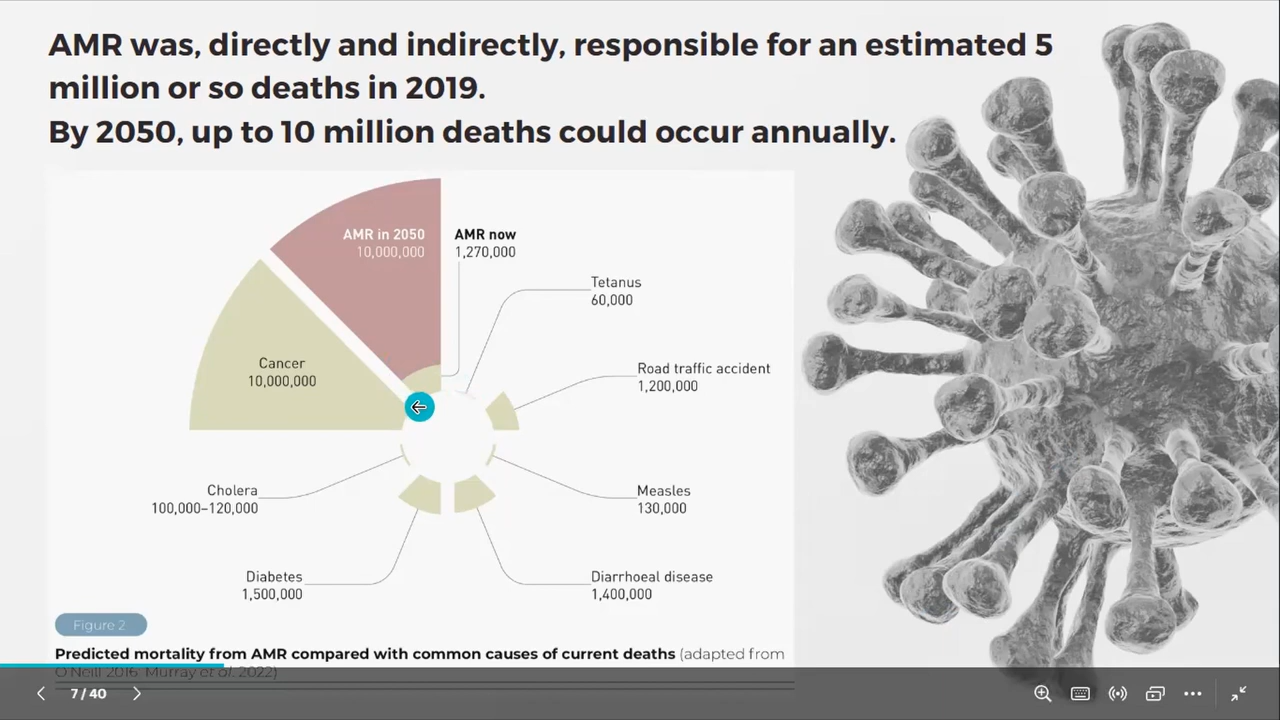 AMR was, directly and indirectly, responsible for an estimated 5
million or so deaths in 2019.
By 2050, up to 10 million deaths could occur annually.
AMR in 2050
10,000,000
AMR now
1,270,000
Tetanus
60,000
Road traffic accident
1,200,000
Cancer
10,000,000
Cholera
100,000–120,000
Measles
130,000
Diabetes
1,500,000
Diarrhoeal disease
1,400,000
Figure 2
Predicted mortality from AMR compared with common causes of current deaths (adapted from
O'Neill 2016; Murray et al. 2022)
7 / 40